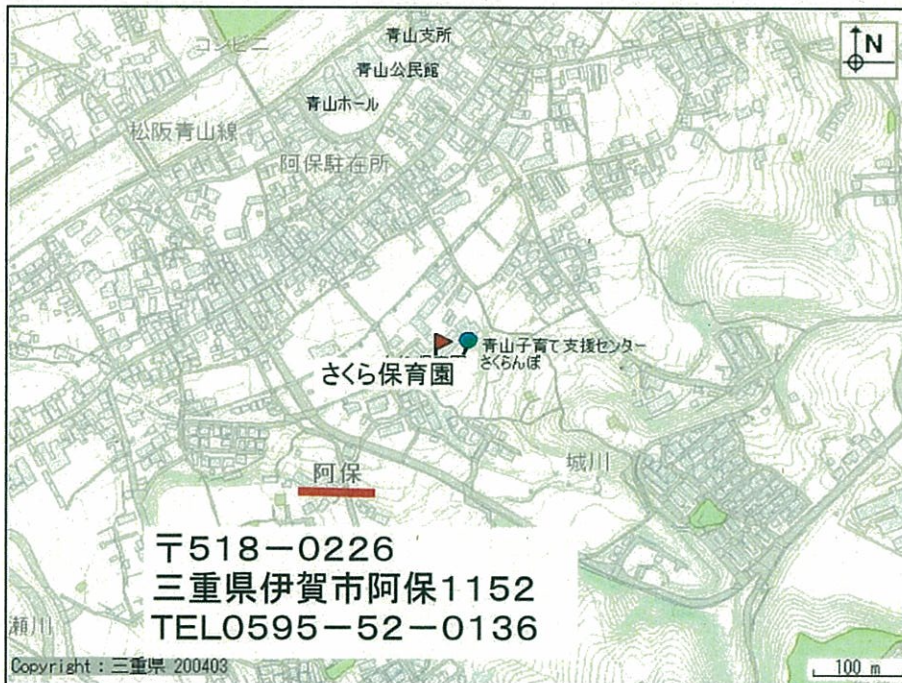 青山支所
コンビニ
N
青山公民館
青山ホール
松阪青山線
阿保駐在所
青山子育て支援センター
さくらんぼ
さくら保育園
城川
阿保
〒518-0226
三重県伊賀市阿保1152
TEL0595-52-0136
瀬川
Copyright : 三重県 200403
100 m